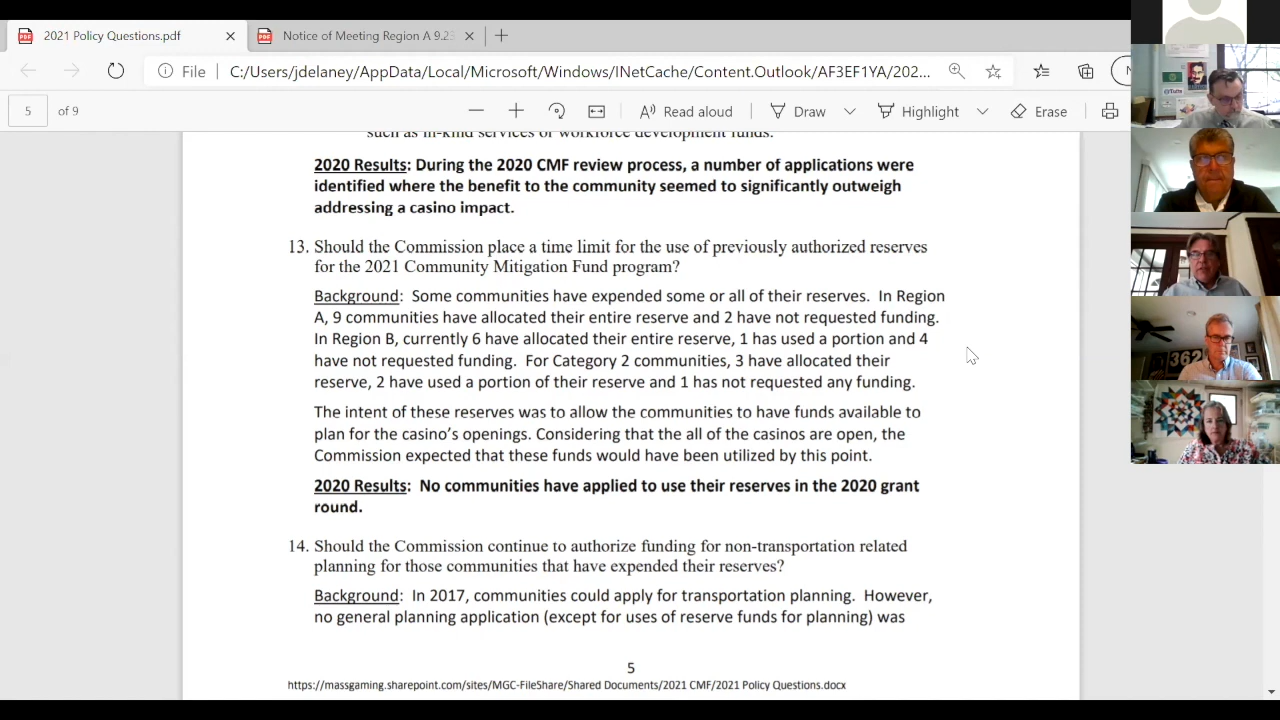 2021 Policy Questions.pdf
Notice of Meeting Region A 9.23
File
C:/Users/jdelaney/AppData/Local/Microsoft/Windows/INetCache/Content.Outlook/AF3EF1YA/202...
5 of 9
Read aloud
Draw
Highlight
Erase
such as in-kind services or workforce development funds.
2020 Results: During the 2020 CMF review process, a number of applications were
identified where the benefit to the community seemed to significantly outweigh
addressing a casino impact.
13. Should the Commission place a time limit for the use of previously authorized reserves
for the 2021 Community Mitigation Fund program?
Background: Some communities have expended some or all of their reserves. In Region
A, 9 communities have allocated their entire reserve and 2 have not requested funding.
In Region B, currently 6 have allocated their entire reserve, 1 has used a portion and 4
have not requested funding. For Category 2 communities, 3 have allocated their
reserve, 2 have used a portion of their reserve and 1 has not requested any funding.
The intent of these reserves was to allow the communities to have funds available to
plan for the casino's openings. Considering that the all of the casinos are open, the
Commission expected that these funds would have been utilized by this point.
2020 Results: No communities have applied to use their reserves in the 2020 grant
round.
14. Should the Commission continue to authorize funding for non-transportation related
planning for those communities that have expended their reserves?
Background: In 2017, communities could apply for transportation planning. However,
no general planning application (except for uses of reserve funds for planning) was
5
https://massgaming.sharepoint.com/sites/MGC-FileShare/Shared Documents/2021 CMF/2021 Policy Questions.docx
Tufts
362